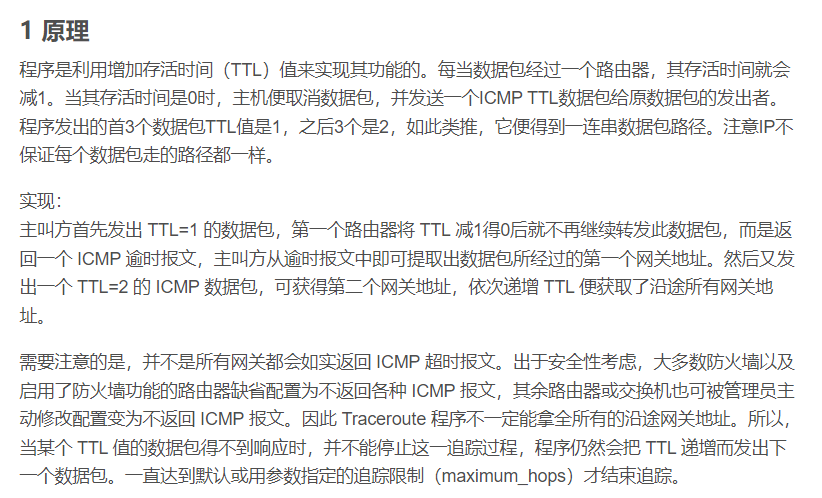 1 原理
程序是利用增加存活时间（TTL）值来实现其功能的。每当数据包经过一个路由器，其存活时间就会
减1。当其存活时间是0时，主机便取消数据包，并发送一个ICMP TTL数据包给原数据包的发出者。
程序发出的首3个数据包TTL值是1，之后3个是2，如此类推，它便得到一连串数据包路径。注意IP不
保证每个数据包走的路径都一样。
实现：
主叫方首先发出 TTL=1 的数据包，第一个路由器将 TTL 减1得0后就不再继续转发此数据包，而是返
回一个 ICMP 逾时报文，主叫方从逾时报文中即可提取出数据包所经过的第一个网关地址。然后又发
出一个 TTL=2 的 ICMP 数据包，可获得第二个网关地址，依次递增 TTL 便获取了沿途所有网关地
址。
需要注意的是，并不是所有网关都会如实返回 ICMP 超时报文。出于安全性考虑，大多数防火墙以及
启用了防火墙功能的路由器缺省配置为不返回各种 ICMP 报文，其余路由器或交换机也可被管理员主
动修改配置变为不返回 ICMP 报文。因此 Traceroute 程序不一定能拿全所有的沿途网关地址。所以，
当某个 TTL 值的数据包得不到响应时，并不能停止这一追踪过程，程序仍然会把 TTL 递增而发出下
一个数据包。一直达到默认或用参数指定的追踪限制（maximum_hops）才结束追踪。